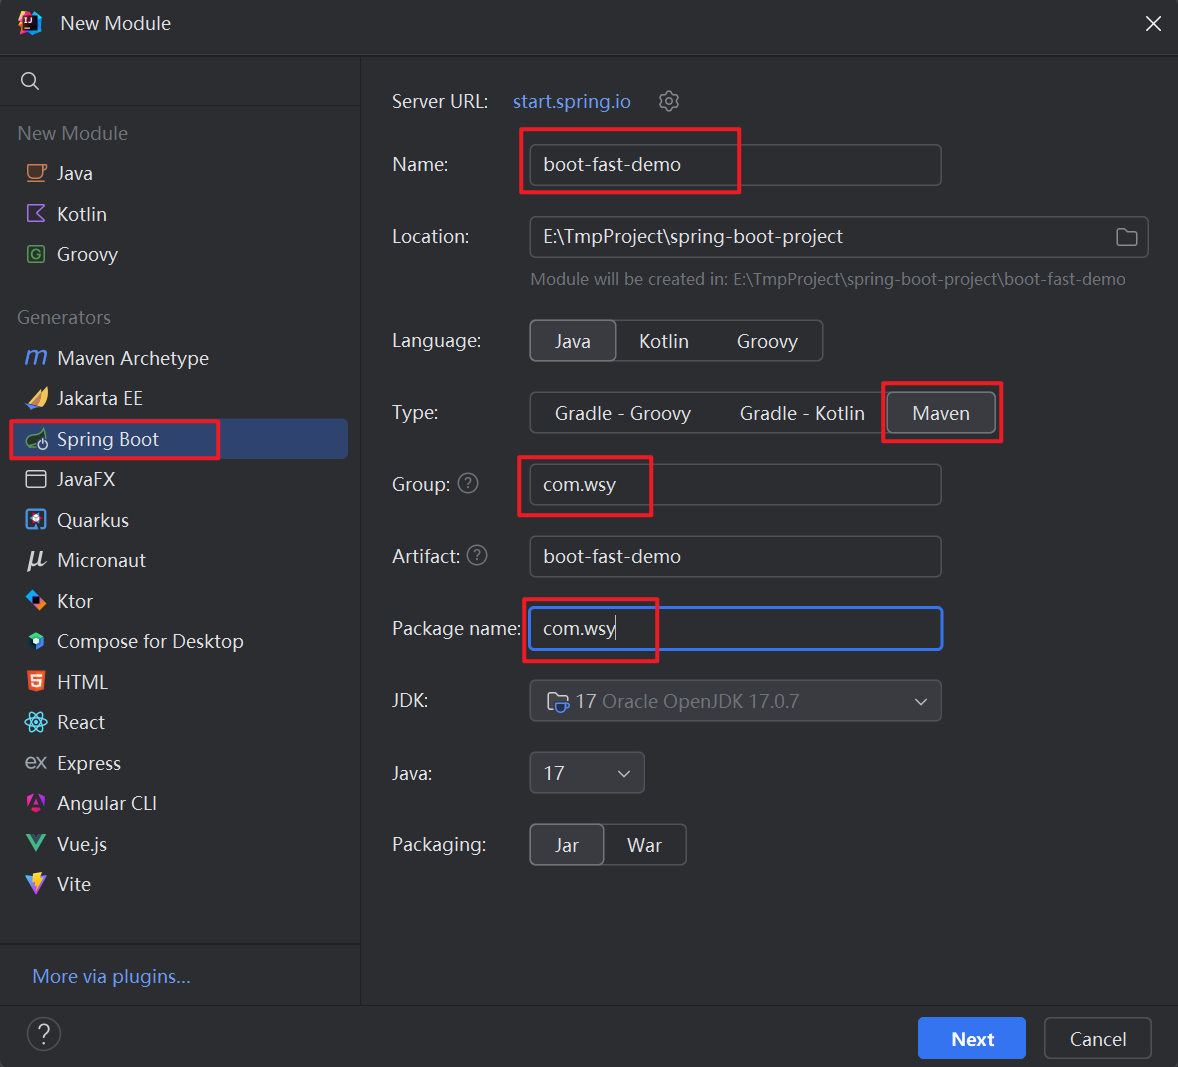 New Module
New Module
Java
Kotlin
Groovy
Generators
Maven Archetype
Jakarta EE
Spring Boot
JavaFX
Quarkus
Micronaut
Ktor
Compose for Desktop
HTML
React
Express
Angular CLI
Vue.js
Vite
More via plugins...
Server URL: start.spring.io
Name: boot-fast-demo
Location: E:\TmpProject\spring-boot-project
Module will be created in: E:\TmpProject\spring-boot-project\boot-fast-demo
Language: Java Kotlin Groovy
Type: Gradle - Groovy Gradle - Kotlin Maven
Group: com.wsy
Artifact: boot-fast-demo
Package name: com.wsy
JDK: 17 Oracle OpenJDK 17.0.7
Java: 17
Packaging: Jar War
? Next Cancel